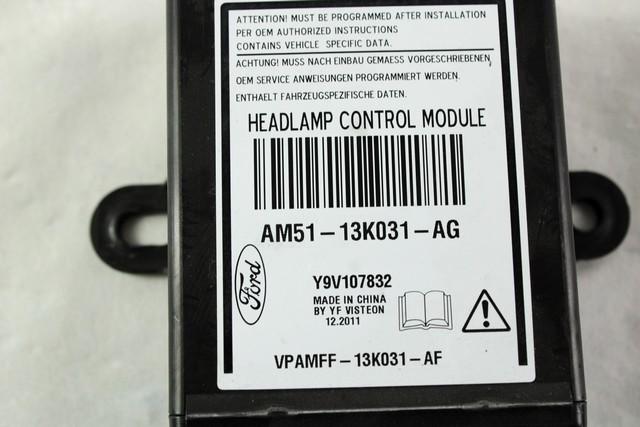 ATTENTION! MUST BE PROGRAMMED AFTER INSTALLATION
PER OEM AUTHORIZED INSTRUCTIONS
CONTAINS VEHICLE SPECIFIC DATA.
ACHTUNG! MUSS NACH EINBAU GEMAESS VORGESCHRIEBENEN,
OEM SERVICE ANWEISUNGEN PROGRAMMIERT WERDEN.
ENTHAELT FAHRZEUGSPEZIFISCHE DATEN.
HEADLAMP CONTROL MODULE
AM51-13K031-AG
Ford
Y9V107832
MADE IN CHINA
BY YF VISTEON
12.2011
VPAMFF-13K031-AF